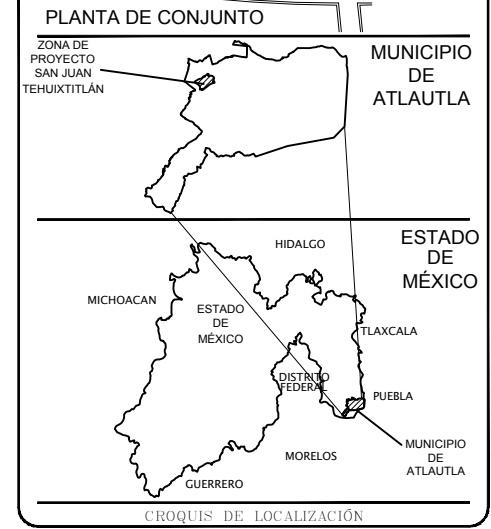 PLANTA DE CONJUNTO
ZONA DE
PROYECTO
SAN JUAN
TEHUIXTITLÁN
MUNICIPIO
DE
ATLAUTLA
ESTADO
DE
MÉXICO
HIDALGO
MICHOACAN
ESTADO
DE
MÉXICO
TLAXCALA
DISTRITO
FEDERAL
PUEBLA
MUNICIPIO
DE
ATLAUTLA
MORELOS
GUERRERO
CROQUIS DE LOCALIZACIÓN